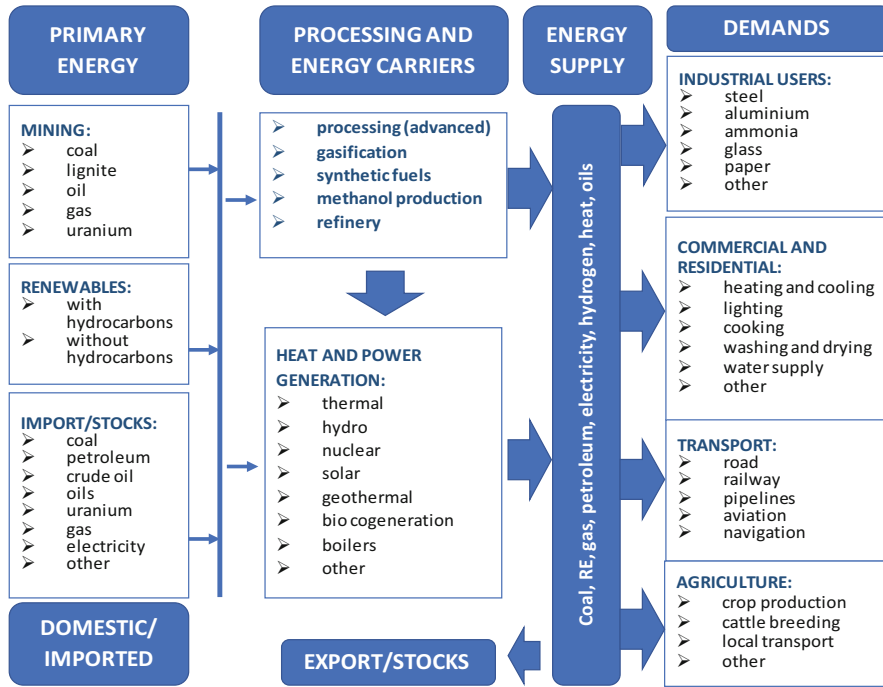 PRIMARY
ENERGY
MINING:
coal
lignite
oil
gas
uranium
RENEWABLES:
with
hydrocarbons
without
hydrocarbons
IMPORT/STOCKS:
coal
petroleum
crude oil
oils
uranium
gas
electricity
other
DOMESTIC/
IMPORTED
PROCESSING AND
ENERGY CARRIERS
processing (advanced)
gasification
synthetic fuels
methanol production
refinery
HEAT AND POWER
GENERATION:
thermal
hydro
nuclear
solar
geothermal
bio cogeneration
boilers
other
EXPORT/STOCKS
ENERGY
SUPPLY
Coal, RE, gas, petroleum, electricity, hydrogen, heat, oils
DEMANDS
INDUSTRIAL USERS:
steel
aluminium
ammonia
glass
paper
other
COMMERCIAL AND
RESIDENTIAL:
heating and cooling
lighting
cooking
washing and drying
water supply
other
TRANSPORT:
road
railway
pipelines
aviation
navigation
AGRICULTURE:
crop production
cattle breeding
local transport
other